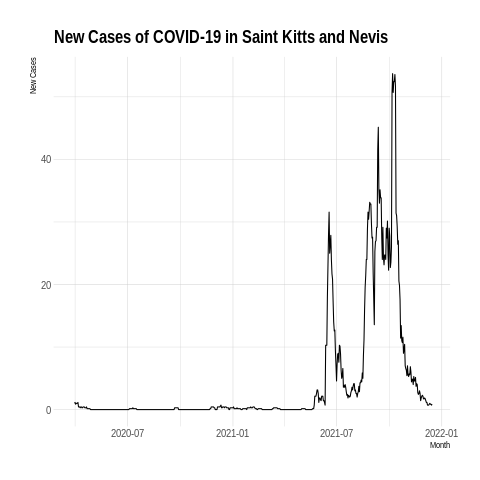 New Cases of COVID-19 in Saint Kitts and Nevis
New Cases
40
20
0
2020-07 2021-01 2021-07 2022-01
Month